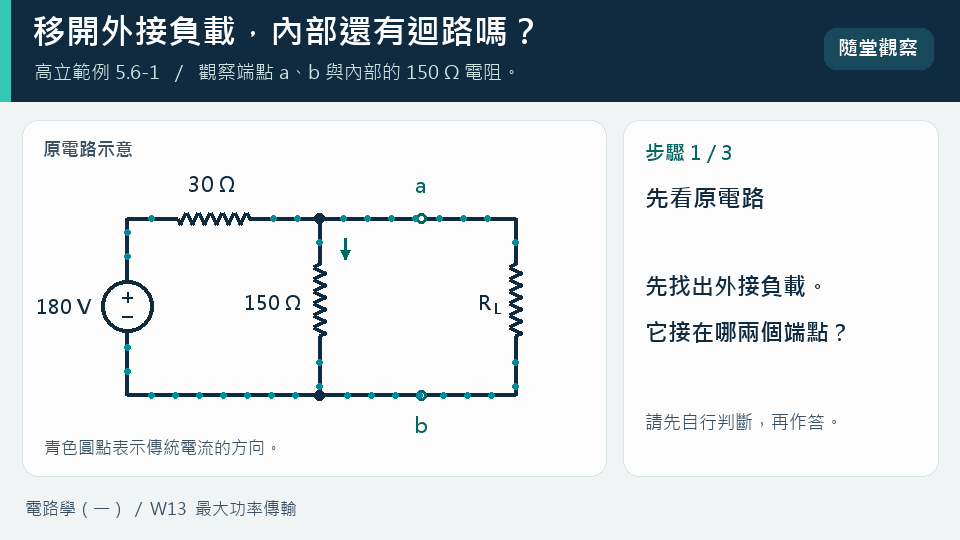 移開外接負載，內部還有迴路嗎？
高立範例 5.6-1 / 觀察端點 a、b 與內部的 150 Ω 電阻。
隨堂觀察
原電路示意
30 Ω
a
180 V
+
−
150 Ω
RL
b
青色圓點表示傳統電流的方向。
步驟 1 / 3
先看原電路
先找出外接負載。
它接在哪兩個端點？
請先自行判斷，再作答。
電路學（一） / W13 最大功率傳輸